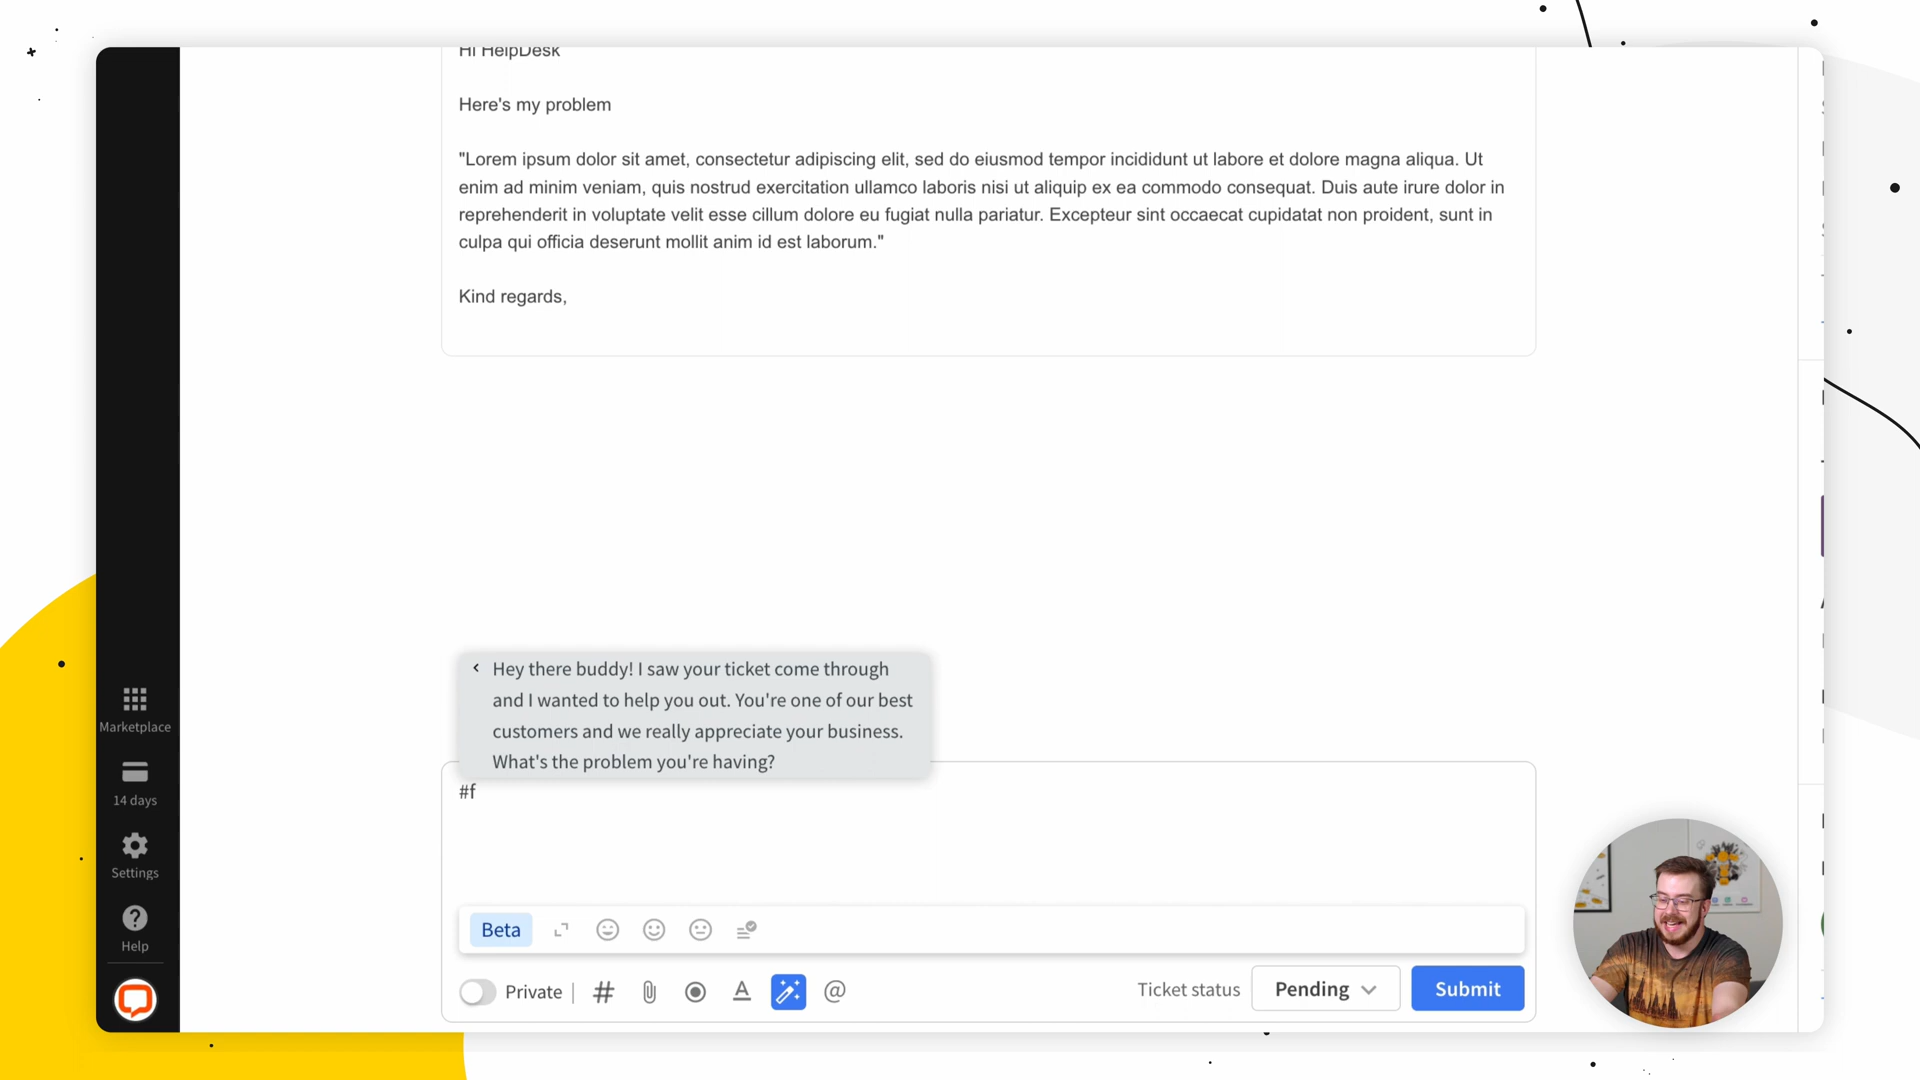 Hi HelpDesk
Here's my problem
"Lorem ipsum dolor sit amet, consectetur adipiscing elit, sed do eiusmod tempor incididunt ut labore et dolore magna aliqua. Ut
enim ad minim veniam, quis nostrud exercitation ullamco laboris nisi ut aliquip ex ea commodo consequat. Duis aute irure dolor in
reprehenderit in voluptate velit esse cillum dolore eu fugiat nulla pariatur. Excepteur sint occaecat cupidatat non proident, sunt in
culpa qui officia deserunt mollit anim id est laborum."
Kind regards,
Hey there buddy! I saw your ticket come through
and I wanted to help you out. You're one of our best
customers and we really appreciate your business.
What's the problem you're having?
#f
Beta
Private
Ticket status
Pending
Submit
Marketplace
14 days
Settings
Help